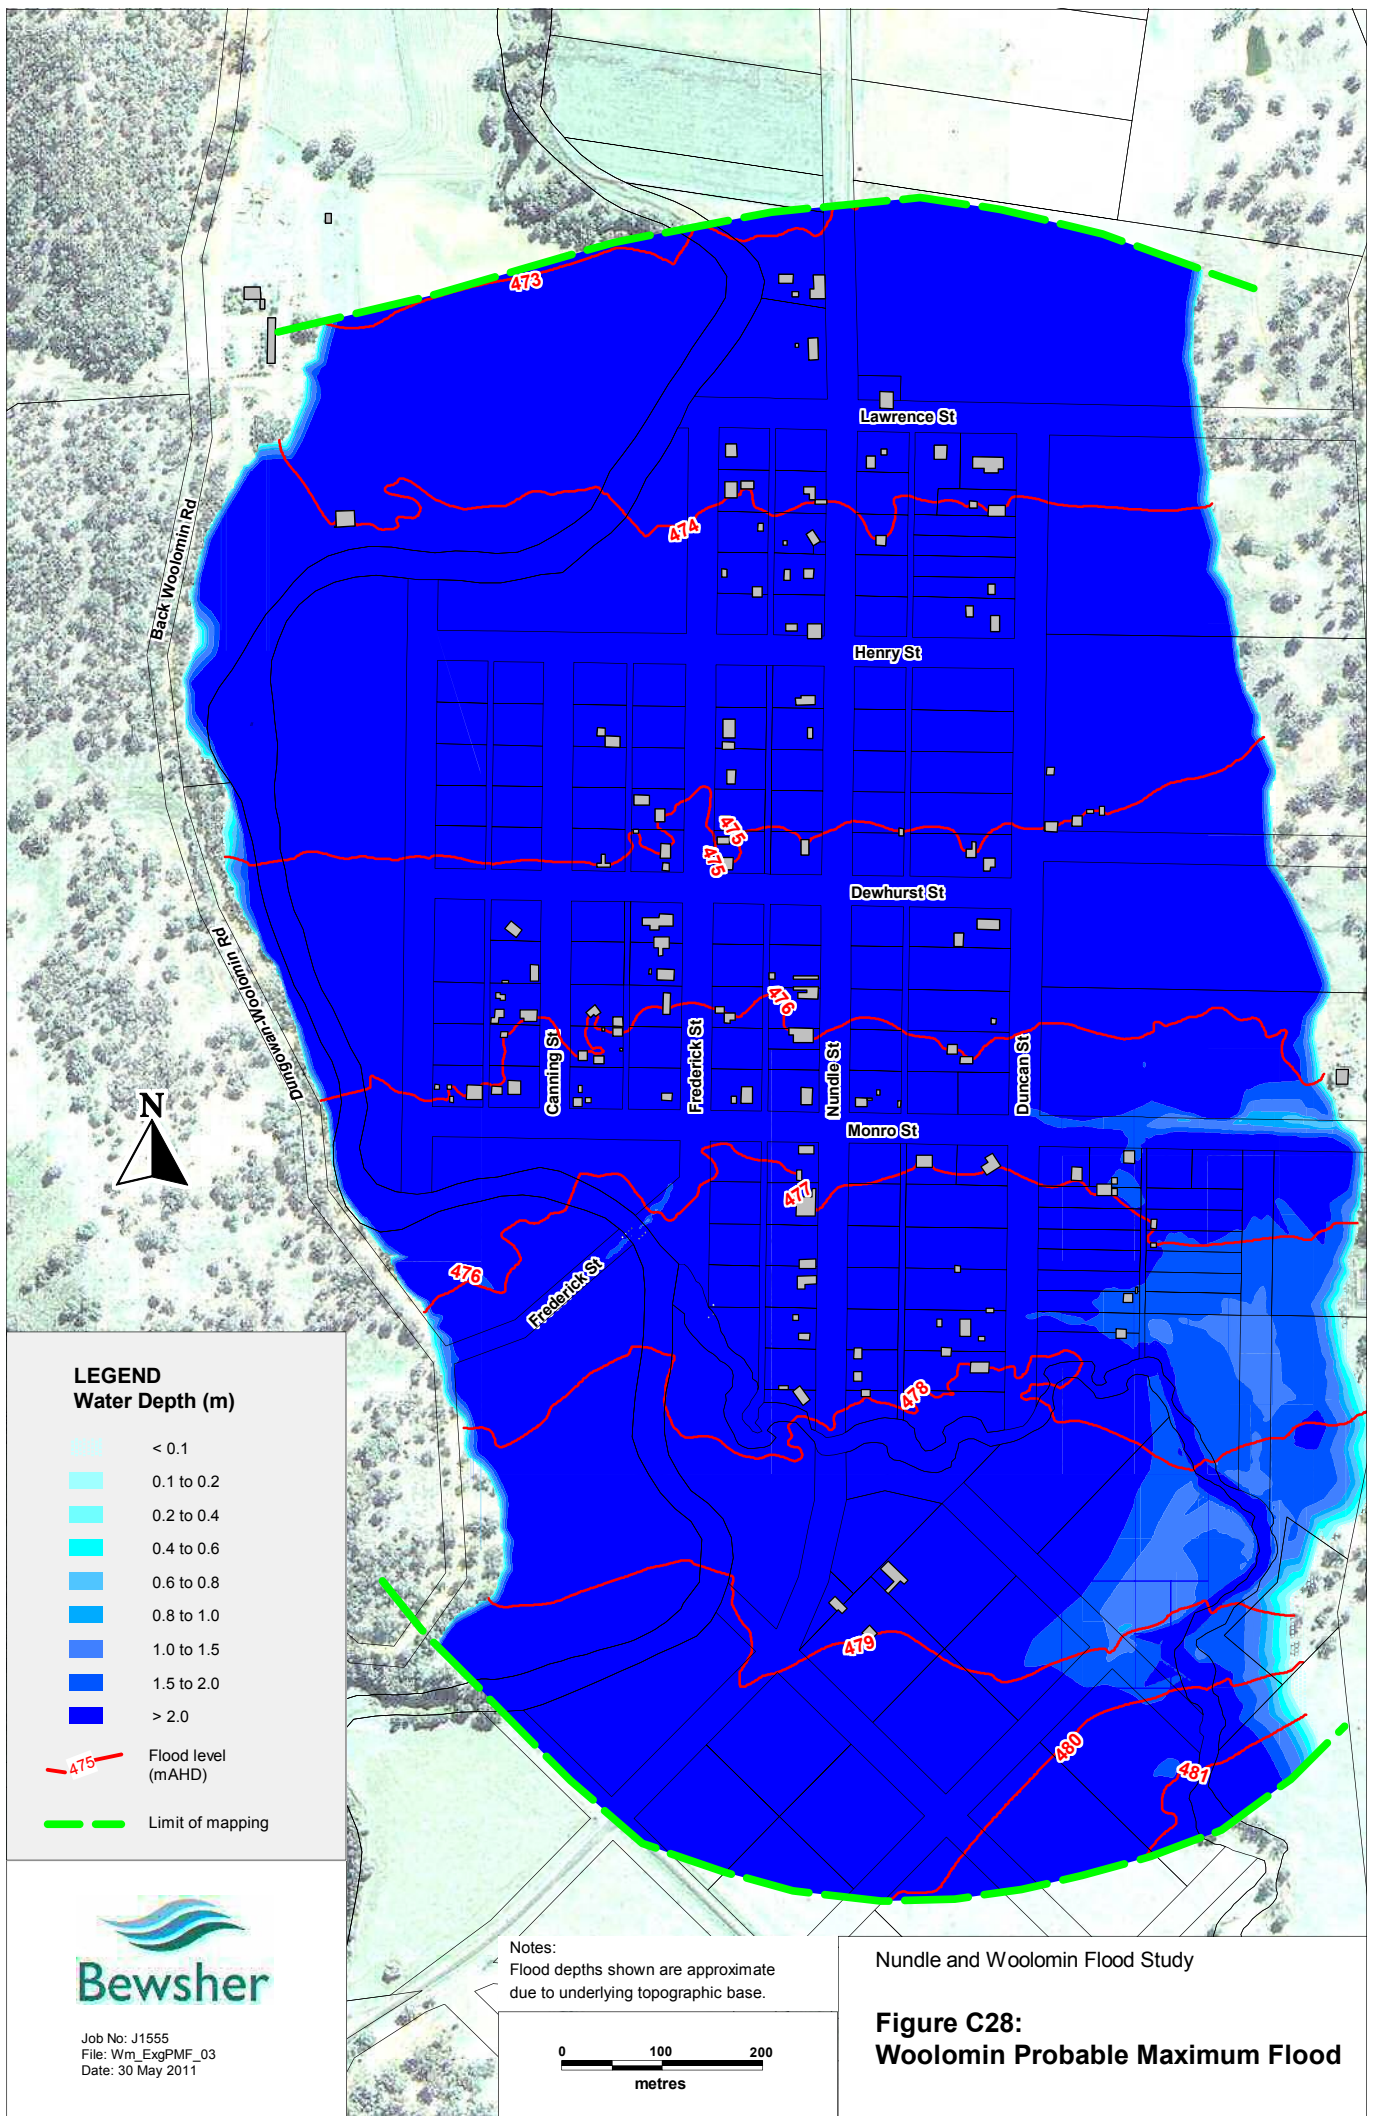 473
Lawrence St
474
Back Woolomin Rd
Henry St
475
475
Dewhurst St
Dungowan-Woolomin Rd
476
Canning St
Frederick St
Nundle St
Duncan St
N
Monro St
477
476
Frederick St
478
479
480
481
LEGEND
Water Depth (m)
< 0.1
0.1 to 0.2
0.2 to 0.4
0.4 to 0.6
0.6 to 0.8
0.8 to 1.0
1.0 to 1.5
1.5 to 2.0
> 2.0
475
Flood level
(mAHD)
Limit of mapping
Bewsher
Job No: J1555
File: Wm_ExgPMF_03
Date: 30 May 2011
Notes:
Flood depths shown are approximate
due to underlying topographic base.
0 100 200
metres
Nundle and Woolomin Flood Study
Figure C28:
Woolomin Probable Maximum Flood